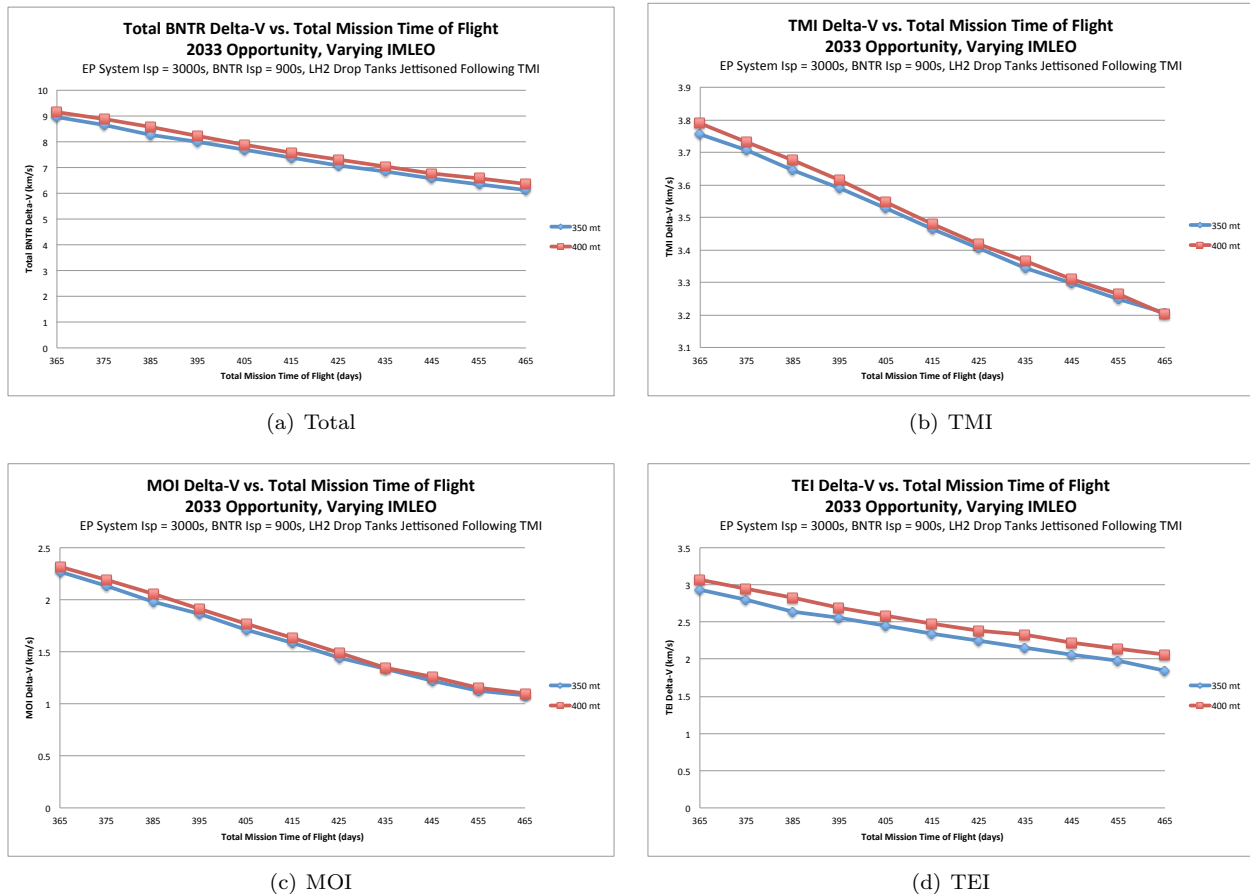 Total BNTR Delta-V vs. Total Mission Time of Flight
2033 Opportunity, Varying IMLEO
EP System Isp = 3000s, BNTR Isp = 900s, LH2 Drop Tanks Jettisoned Following TMI
Total BNTR Delta-V (km/s)
10
9
8
7
6
5
4
3
2
1
0
365 375 385 395 405 415 425 435 445 455 465
Total Mission Time of Flight (days)
350 mt
400 mt
(a) Total
TMI Delta-V vs. Total Mission Time of Flight
2033 Opportunity, Varying IMLEO
EP System Isp = 3000s, BNTR Isp = 900s, LH2 Drop Tanks Jettisoned Following TMI
TMI Delta-V (km/s)
3.9
3.8
3.7
3.6
3.5
3.4
3.3
3.2
3.1
365 375 385 395 405 415 425 435 445 455 465
Total Mission Time of Flight (days)
350 mt
400 mt
(b) TMI
MOI Delta-V vs. Total Mission Time of Flight
2033 Opportunity, Varying IMLEO
EP System Isp = 3000s, BNTR Isp = 900s, LH2 Drop Tanks Jettisoned Following TMI
MOI Delta-V (km/s)
2.5
2
1.5
1
0.5
0
365 375 385 395 405 415 425 435 445 455 465
Total Mission Time of Flight (days)
350 mt
400 mt
(c) MOI
TEI Delta-V vs. Total Mission Time of Flight
2033 Opportunity, Varying IMLEO
EP System Isp = 3000s, BNTR Isp = 900s, LH2 Drop Tanks Jettisoned Following TMI
TEI Delta-V (km/s)
3.5
3
2.5
2
1.5
1
0.5
0
365 375 385 395 405 415 425 435 445 455 465
Total Mission Time of Flight (days)
350 mt
400 mt
(d) TEI